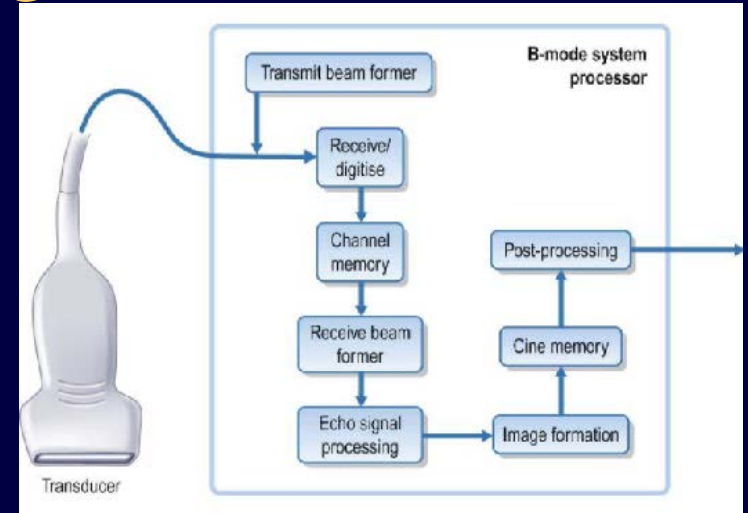 B-mode system
processor
Transmit beam former
Receive/
digitise
Channel
memory
Receive beam
former
Echo signal
processing
Post-processing
Cine memory
Image formation
Transducer